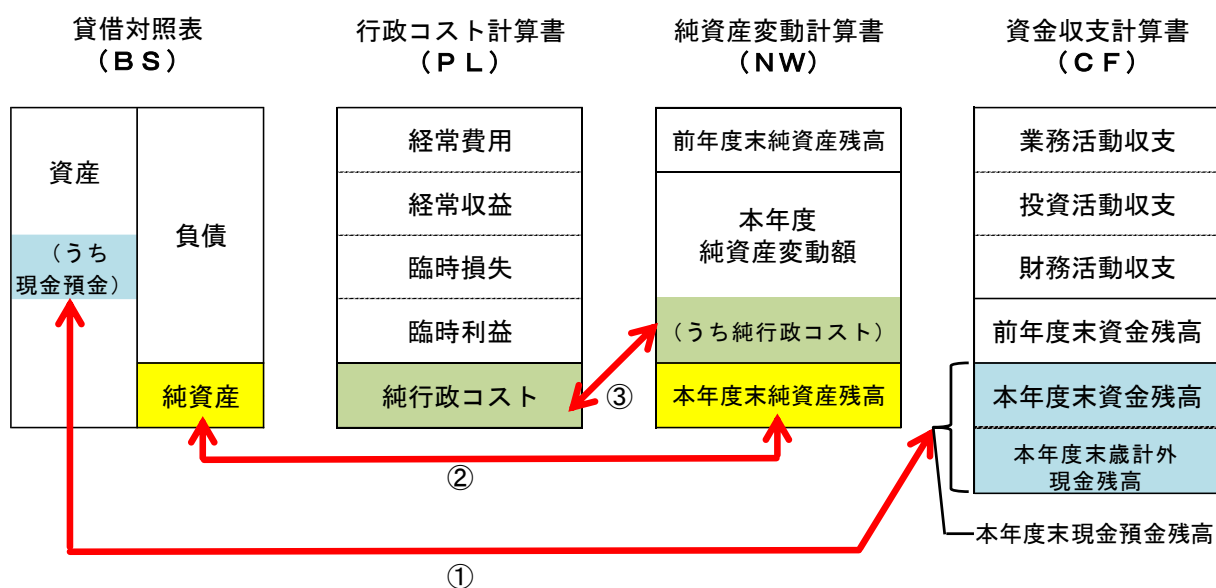 貸借対照表
(ＢＳ)
行政コスト計算書
(ＰＬ)
純資産変動計算書
(NW)
資金収支計算書
(ＣＦ)
資産
(うち
現金預金)
負債
純資産
経常費用
経常収益
臨時損失
臨時利益
純行政コスト
前年度末純資産残高
本年度
純資産変動額
(うち純行政コスト)
本年度末純資産残高
業務活動収支
投資活動収支
財務活動収支
前年度末資金残高
本年度末資金残高
本年度末歳計外
現金残高
本年度末現金預金残高
③
②
①